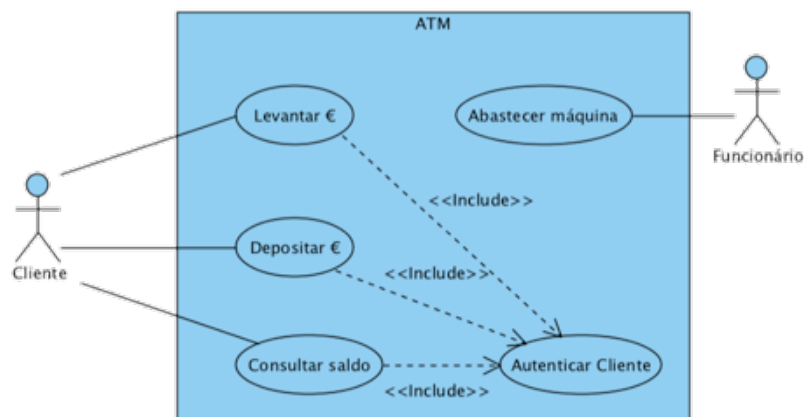 ATM
Levantar €
Abastecer máquina
Funcionário
<<Include>>
Cliente
Depositar €
<<Include>>
Consultar saldo
<<Include>>
Autenticar Cliente